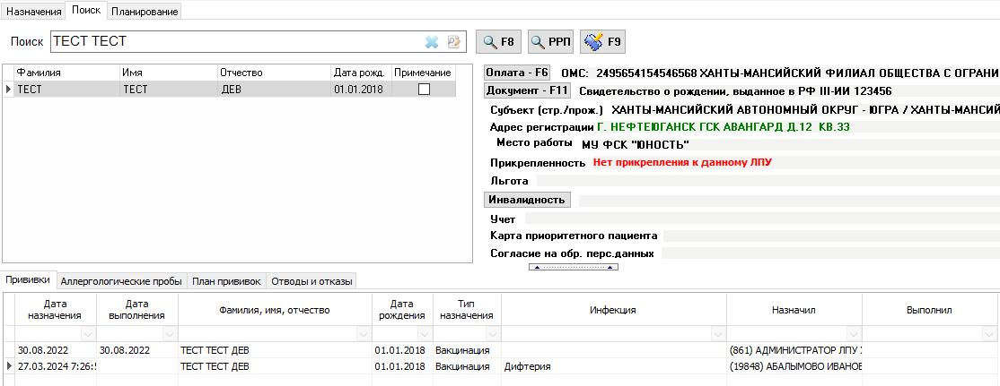 Назначения Поиск Планирование
Поиск ТЕСТ ТЕСТ F8 РРП F9
Фамилия Имя Отчество Дата рожд. Примечание
ТЕСТ ТЕСТ ДЕВ 01.01.2018
Оплата - F6 ОМС: 2495654154546568 ХАНТЫ-МАНСИЙСКИЙ ФИЛИАЛ ОБЩЕСТВА С ОГРАНИ
Документ - F11 Свидетельство о рождении, выданное в РФ III-ИИ 123456
Субъект (стр./прож.) ХАНТЫ-МАНСИЙСКИЙ АВТОНОМНЫЙ ОКРУГ - ЮГРА / ХАНТЫ-МАНСИЙ
Адрес регистрации Г. НЕФТЕЮГАНСК ГСК АВАНГАРД Д.12 КВ.33
Место работы МУ ФСК "ЮНОСТЬ"
Прикрепленность Нет прикрепления к данному ЛПУ
Льгота
Инвалидность
Учет
Карта приоритетного пациента
Согласие на обр. перс.данных
Прививки Аллергологические пробы План прививок Отводы и отказы
Дата назначения Дата выполнения Фамилия, имя, отчество Дата рождения Тип назначения Инфекция Назначил Выполнил
30.08.2022 30.08.2022 ТЕСТ ТЕСТ ДЕВ 01.01.2018 Вакцинация (861) АДМИНИСТРАТОР ЛПУ
27.03.2024 7:26:5 ТЕСТ ТЕСТ ДЕВ 01.01.2018 Вакцинация Дифтерия (19848) АБАЛЫМОВО ИВАНОВ